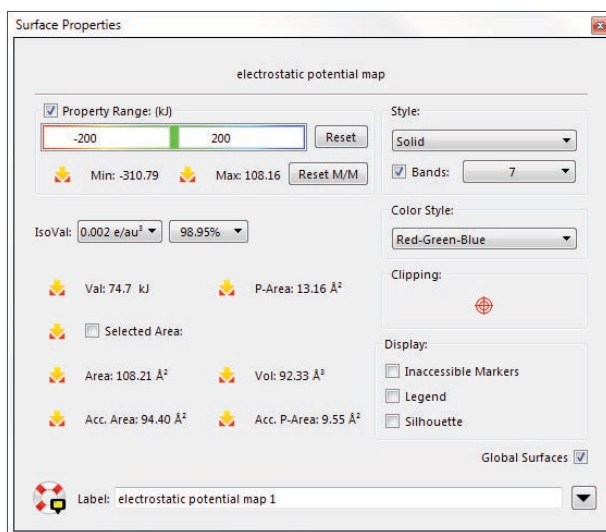 Surface Properties
electrostatic potential map
Property Range: (kJ)
-200 200 Reset
Min: -310.79 Max: 108.16 Reset M/M
Style:
Solid
Bands: 7
IsoVal: 0.002 e/au³ 98.95%
Color Style:
Red-Green-Blue
Val: 74.7 kJ P-Area: 13.16 Å²
Clipping:
Selected Area:
Area: 108.21 Å² Vol: 92.33 Å³
Acc. Area: 94.40 Å² Acc. P-Area: 9.55 Å²
Display:
Inaccessible Markers
Legend
Silhouette
Global Surfaces
Label: electrostatic potential map 1